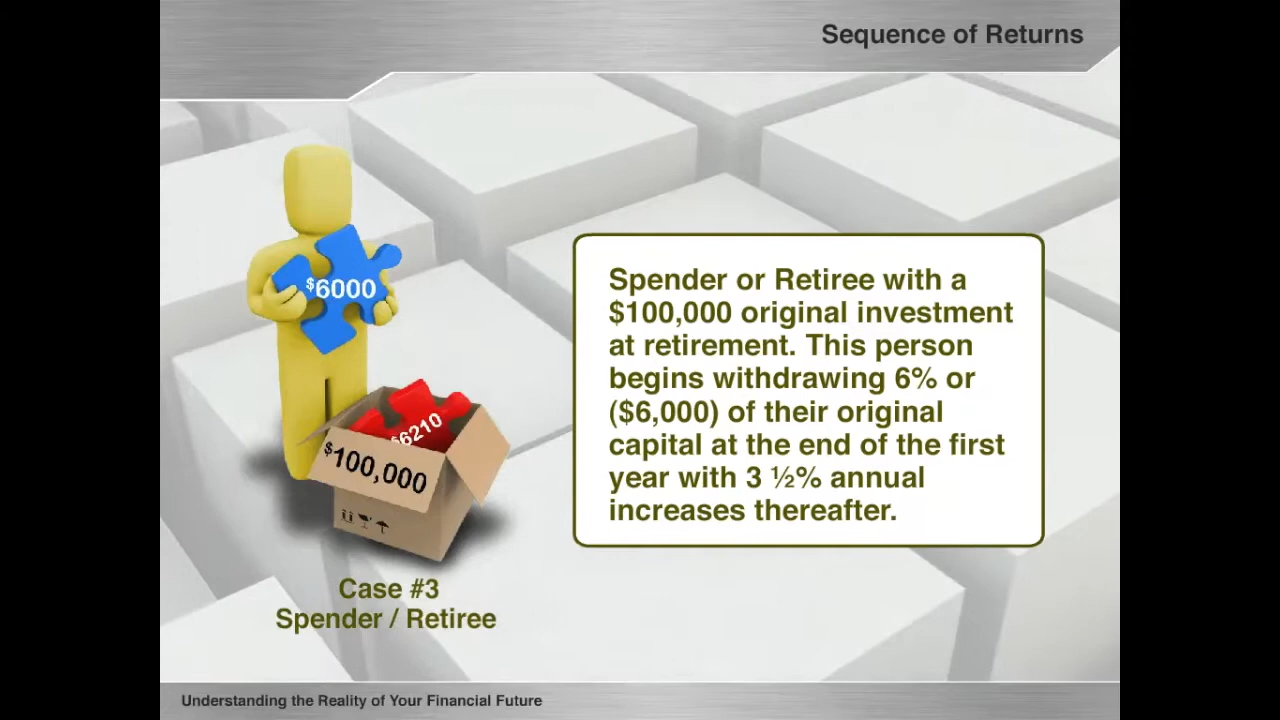 Sequence of Returns
$6000
$6210
$100,000
Spender or Retiree with a
$100,000 original investment
at retirement. This person
begins withdrawing 6% or
($6,000) of their original
capital at the end of the first
year with 3 ½% annual
increases thereafter.
Case #3
Spender / Retiree
Understanding the Reality of Your Financial Future